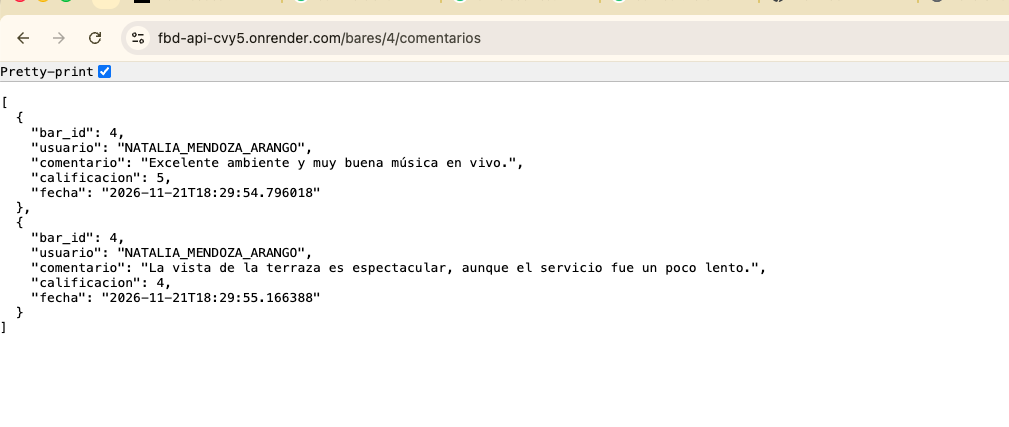 fbd-api-cvy5.onrender.com/bares/4/comentarios
Pretty-print
[
  {
    "bar_id": 4,
    "usuario": "NATALIA_MENDOZA_ARANGO",
    "comentario": "Excelente ambiente y muy buena música en vivo.",
    "calificacion": 5,
    "fecha": "2026-11-21T18:29:54.796018"
  },
  {
    "bar_id": 4,
    "usuario": "NATALIA_MENDOZA_ARANGO",
    "comentario": "La vista de la terraza es espectacular, aunque el servicio fue un poco lento.",
    "calificacion": 4,
    "fecha": "2026-11-21T18:29:55.166388"
  }
]